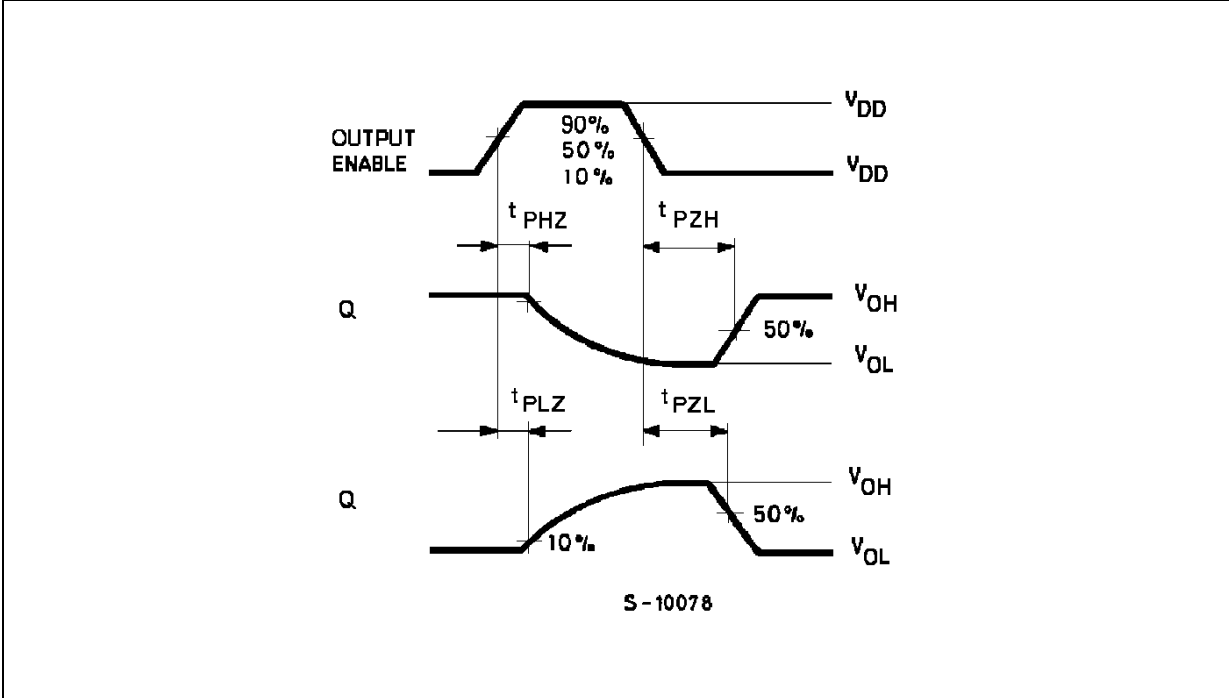 VDD
OUTPUT
ENABLE
90%
50%
10%
VDD
tPHZ
tPZH
Q
VOH
50%
VOL
tPLZ
tPZL
Q
VOH
50%
10%
VOL
S-10078